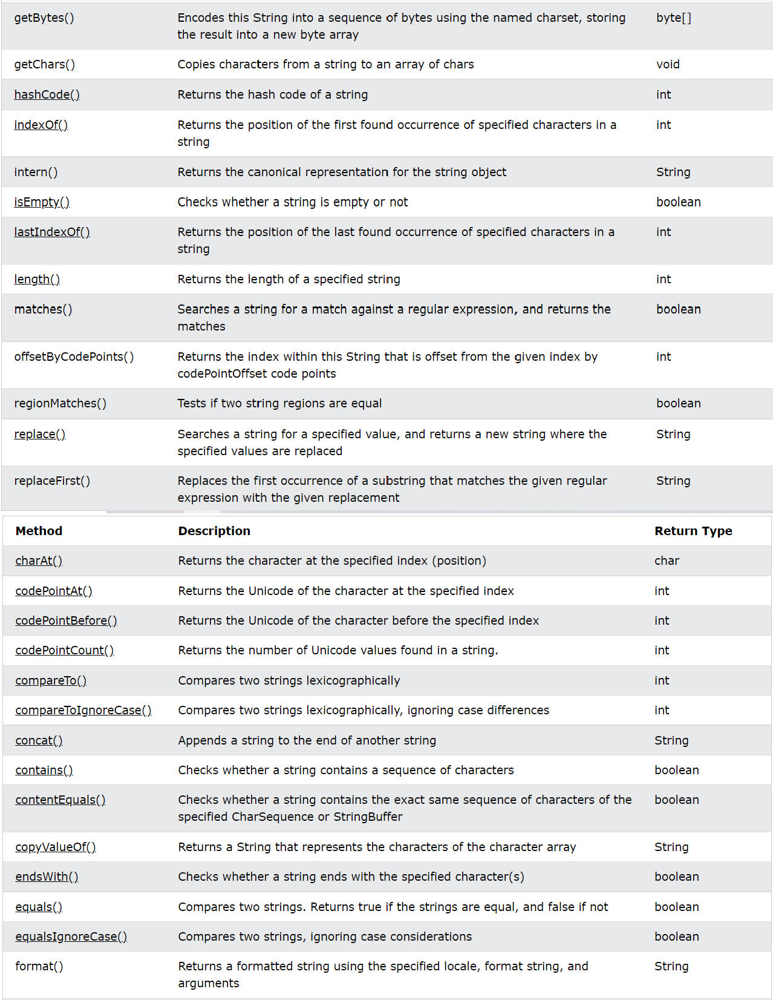 getBytes() Encodes this String into a sequence of bytes using the named charset, storing byte[]
the result into a new byte array
getChars() Copies characters from a string to an array of chars void
hashCode() Returns the hash code of a string int
indexOf() Returns the position of the first found occurrence of specified characters in a int
string
intern() Returns the canonical representation for the string object String
isEmpty() Checks whether a string is empty or not boolean
lastIndexOf() Returns the position of the last found occurrence of specified characters in a int
string
length() Returns the length of a specified string int
matches() Searches a string for a match against a regular expression, and returns the boolean
matches
offsetByCodePoints() Returns the index within this String that is offset from the given index by int
codePointOffset code points
regionMatches() Tests if two string regions are equal boolean
replace() Searches a string for a specified value, and returns a new string where the String
specified values are replaced
replaceFirst() Replaces the first occurrence of a substring that matches the given regular String
expression with the given replacement
Method Description Return Type
charAt() Returns the character at the specified index (position) char
codePointAt() Returns the Unicode of the character at the specified index int
codePointBefore() Returns the Unicode of the character before the specified index int
codePointCount() Returns the number of Unicode values found in a string. int
compareTo() Compares two strings lexicographically int
compareToIgnoreCase() Compares two strings lexicographically, ignoring case differences int
concat() Appends a string to the end of another string String
contains() Checks whether a string contains a sequence of characters boolean
contentEquals() Checks whether a string contains the exact same sequence of characters of the boolean
specified CharSequence or StringBuffer
copyValueOf() Returns a String that represents the characters of the character array String
endsWith() Checks whether a string ends with the specified character(s) boolean
equals() Compares two strings. Returns true if the strings are equal, and false if not boolean
equalsIgnoreCase() Compares two strings, ignoring case considerations boolean
format() Returns a formatted string using the specified locale, format string, and String
arguments